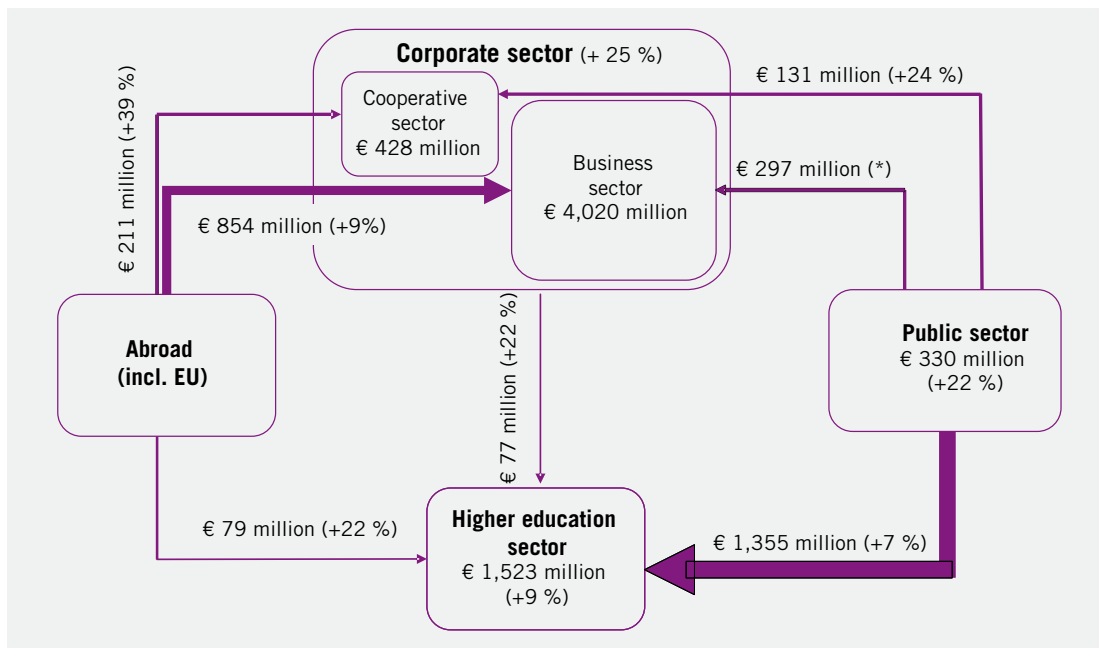 Corporate sector (+ 25 %)
Cooperative
sector
€ 428 million
Business
sector
€ 4,020 million
€ 131 million (+24 %)
€ 297 million (*)
€ 211 million (+39 %)
€ 854 million (+9%)
Abroad
(incl. EU)
Public sector
€ 330 million
(+22 %)
€ 77 million (+22 %)
€ 79 million (+22 %)
Higher education
sector
€ 1,523 million
(+9 %)
€ 1,355 million (+7 %)